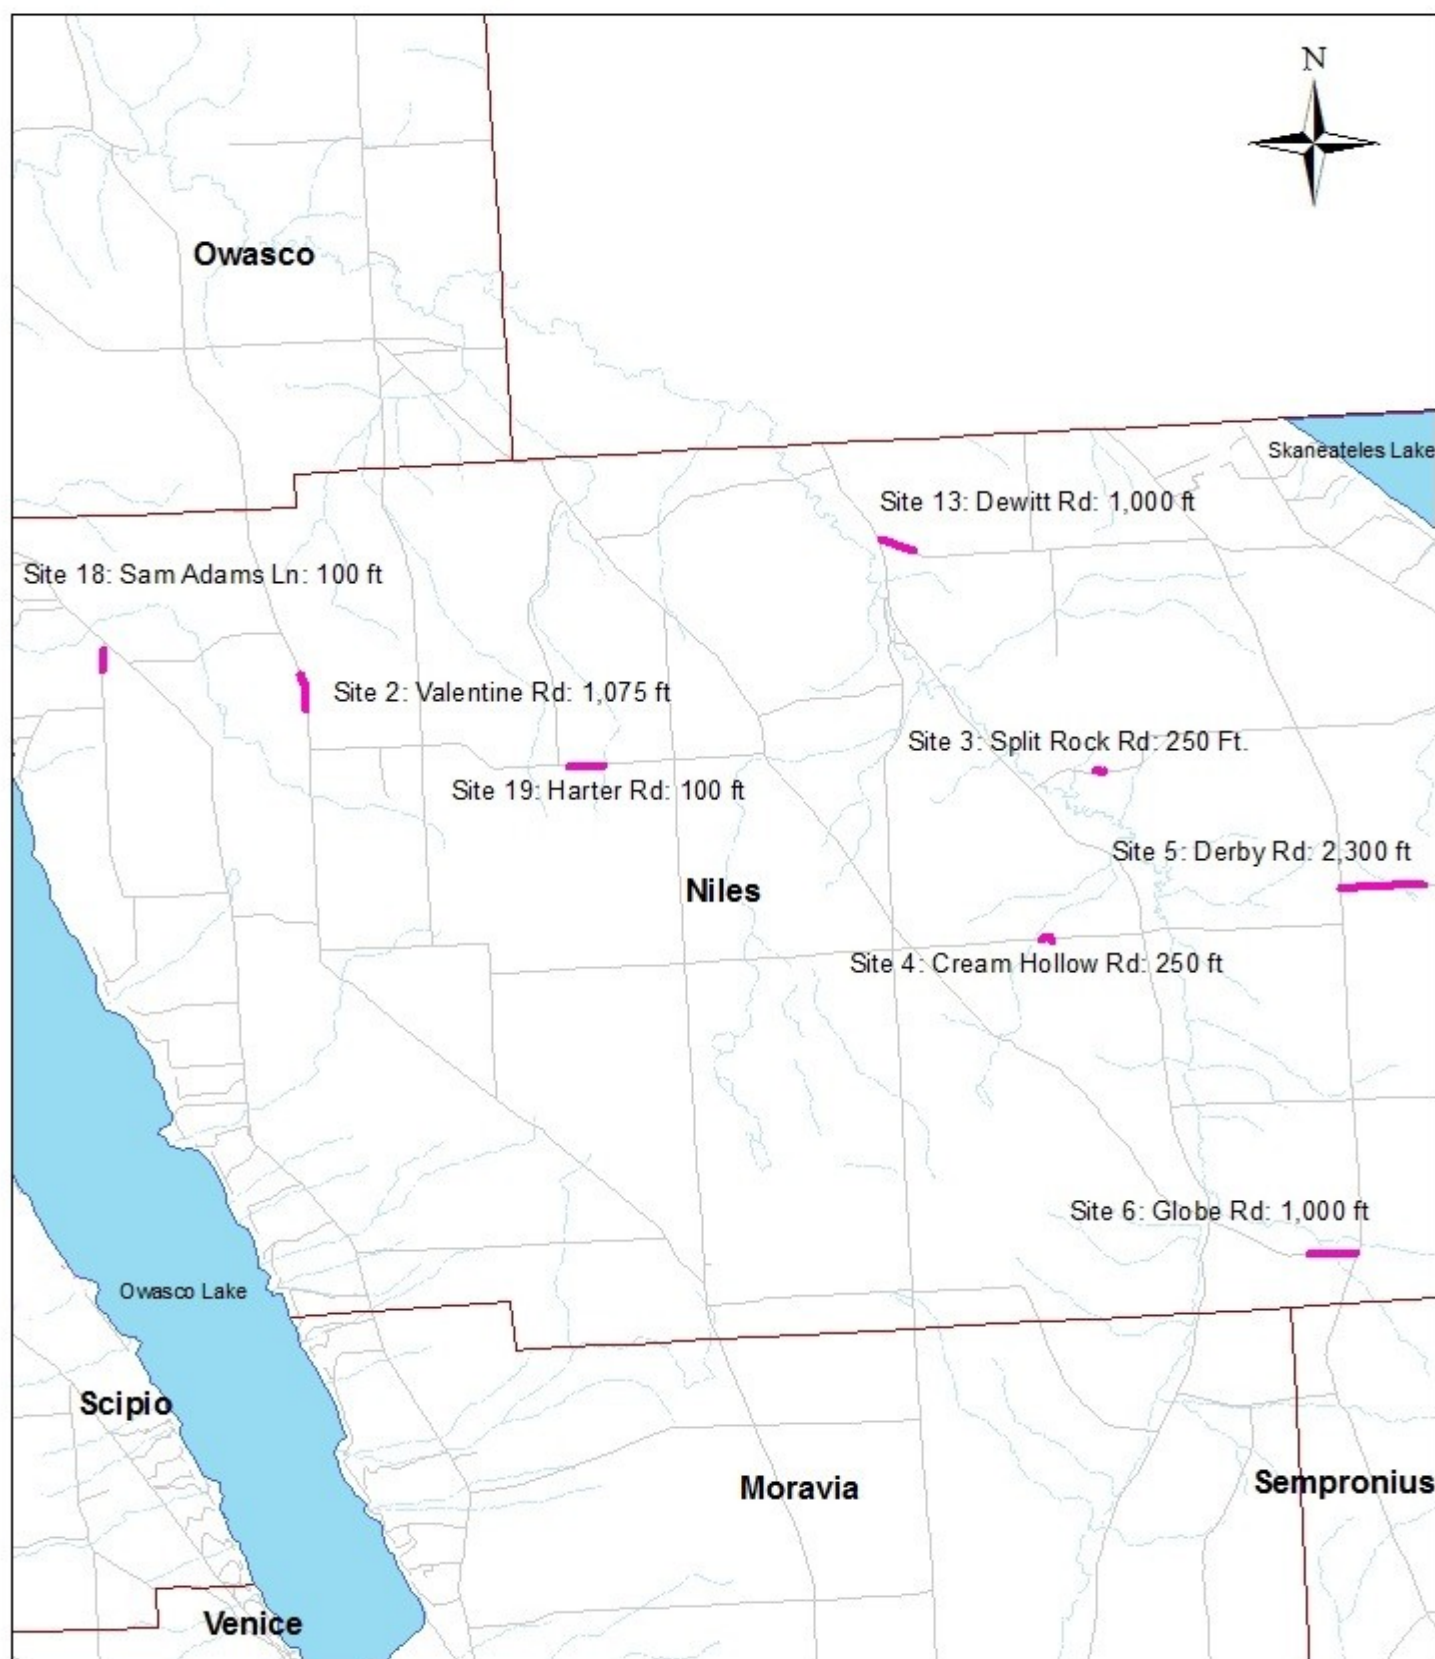 N
Owasco
Skaneateles Lake
Site 13: Dewitt Rd: 1,000 ft
Site 18: Sam Adams Ln: 100 ft
Site 2: Valentine Rd: 1,075 ft
Site 3: Split Rock Rd: 250 Ft.
Site 19: Harter Rd: 100 ft
Site 5: Derby Rd: 2,300 ft
Niles
Site 4: Cream Hollow Rd: 250 ft
Site 6: Globe Rd: 1,000 ft
Owasco Lake
Scipio
Moravia
Sempronius
Venice